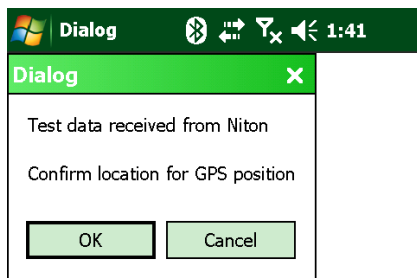 Dialog 1:41
Dialog
Test data received from Niton
Confirm location for GPS position
OK Cancel